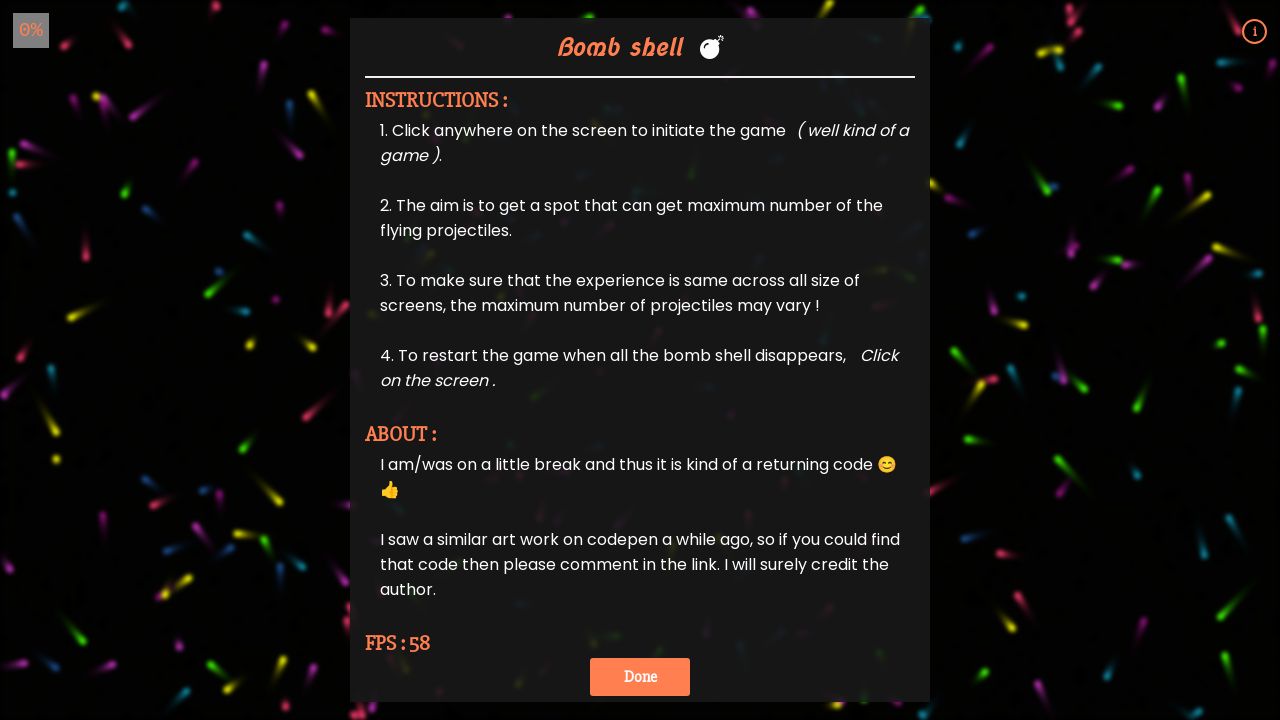 0%
Bomb shell 💣
i
INSTRUCTIONS :
1. Click anywhere on the screen to initiate the game ( well kind of a
game ).
2. The aim is to get a spot that can get maximum number of the
flying projectiles.
3. To make sure that the experience is same across all size of
screens, the maximum number of projectiles may vary !
4. To restart the game when all the bomb shell disappears, Click
on the screen .
ABOUT :
I am/was on a little break and thus it is kind of a returning code 😊
👍
I saw a similar art work on codepen a while ago, so if you could find
that code then please comment in the link. I will surely credit the
author.
FPS : 58
Done